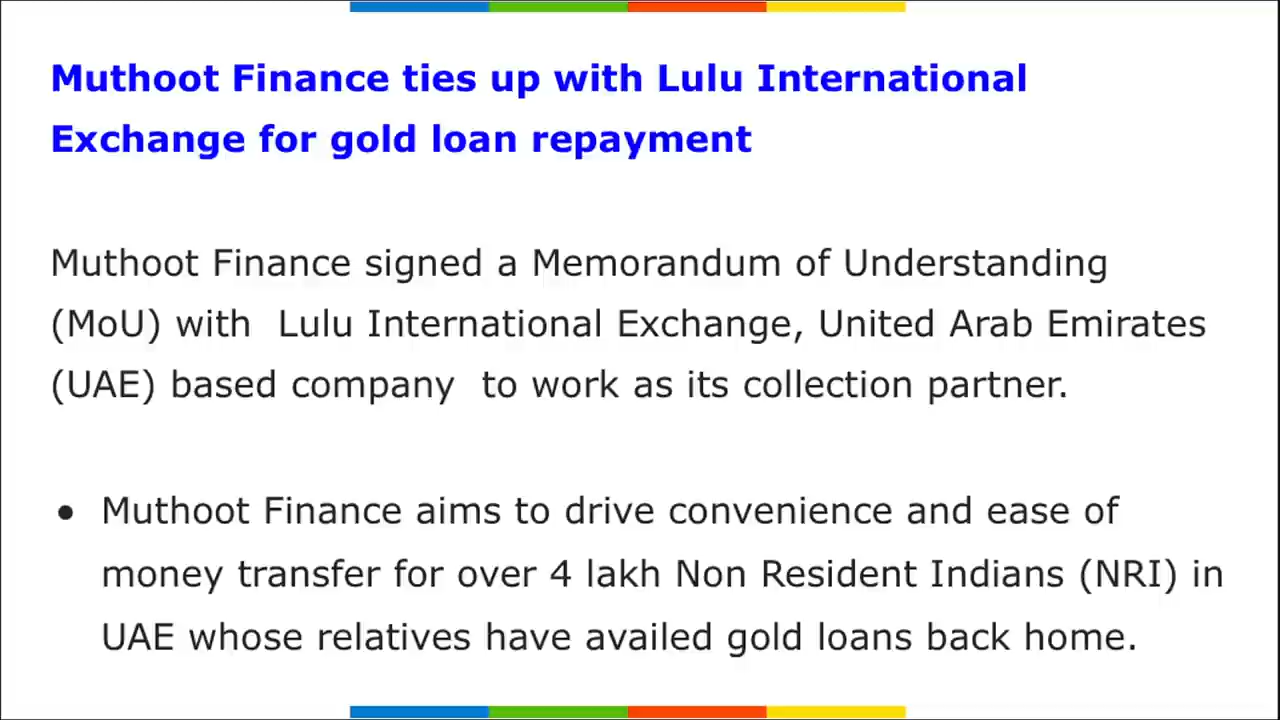 Muthoot Finance ties up with Lulu International
Exchange for gold loan repayment
Muthoot Finance signed a Memorandum of Understanding
(MoU) with  Lulu International Exchange, United Arab Emirates
(UAE) based company  to work as its collection partner.
● Muthoot Finance aims to drive convenience and ease of
money transfer for over 4 lakh Non Resident Indians (NRI) in
UAE whose relatives have availed gold loans back home.